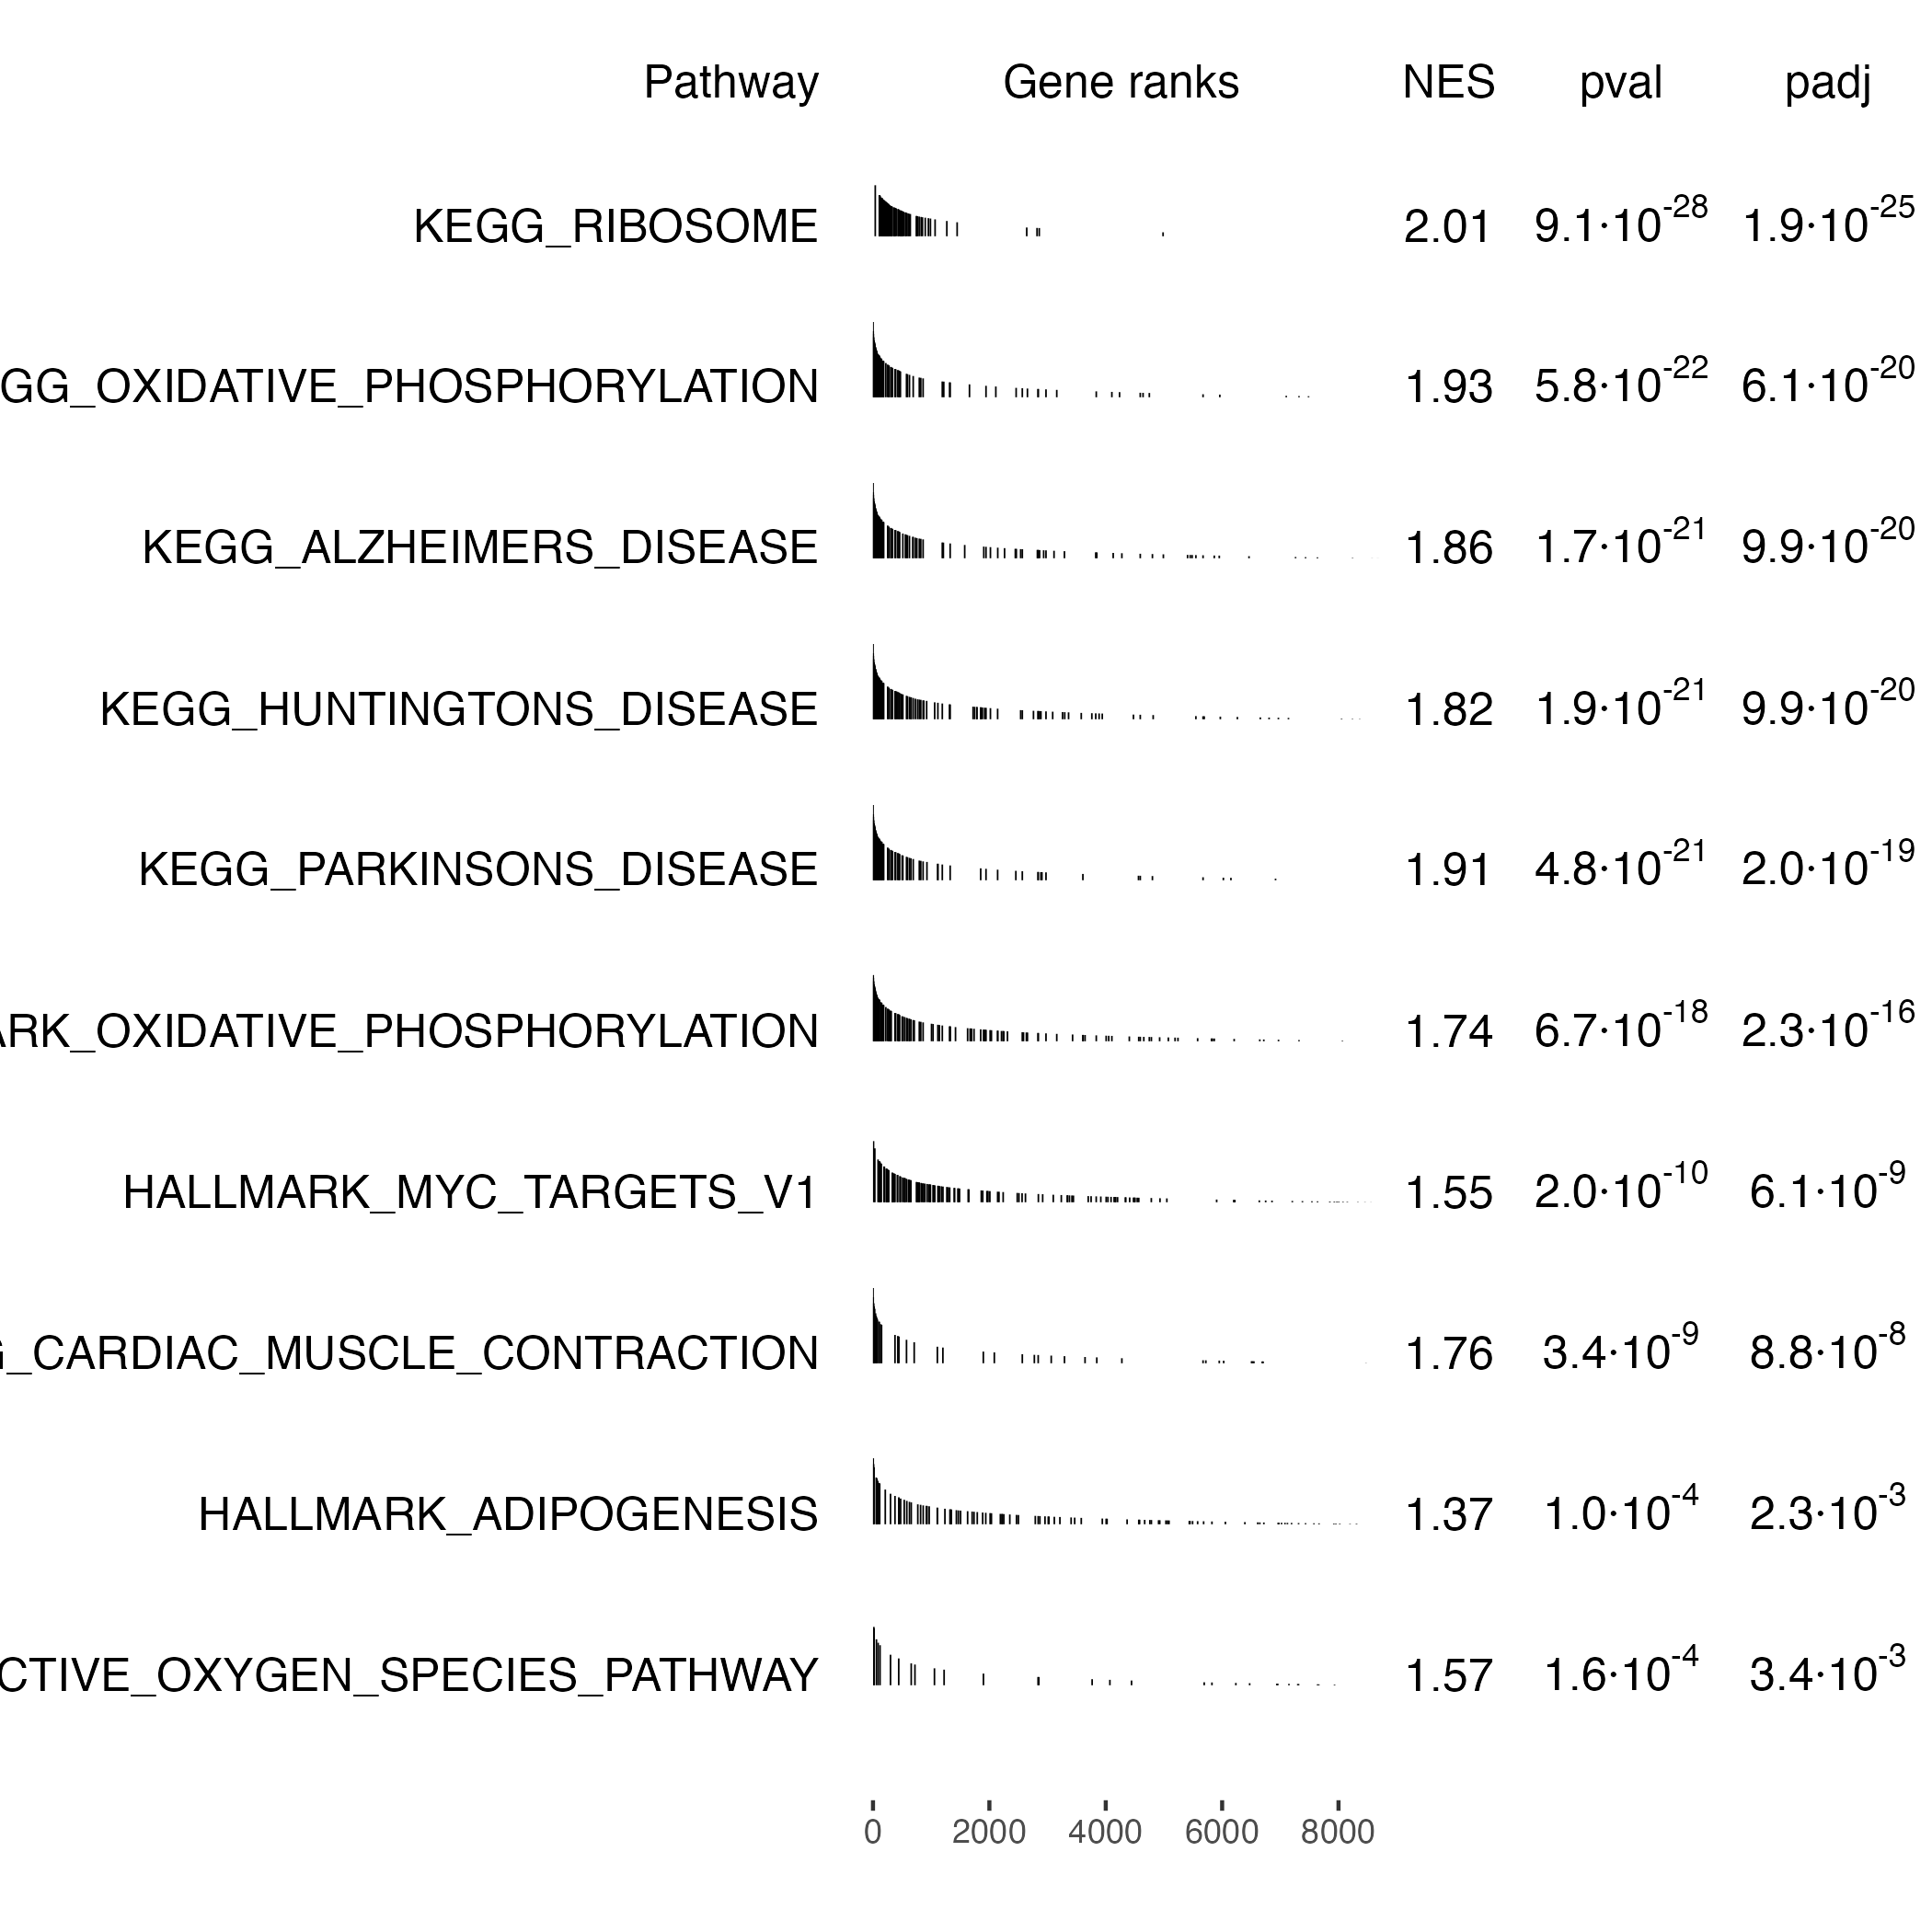 Pathway Gene ranks NES pval padj
KEGG_RIBOSOME 2.01 9.1·10^-28 1.9·10^-25
GG_OXIDATIVE_PHOSPHORYLATION 1.93 5.8·10^-22 6.1·10^-20
KEGG_ALZHEIMERS_DISEASE 1.86 1.7·10^-21 9.9·10^-20
KEGG_HUNTINGTONS_DISEASE 1.82 1.9·10^-21 9.9·10^-20
KEGG_PARKINSONS_DISEASE 1.91 4.8·10^-21 2.0·10^-19
ARK_OXIDATIVE_PHOSPHORYLATION 1.74 6.7·10^-18 2.3·10^-16
HALLMARK_MYC_TARGETS_V1 1.55 2.0·10^-10 6.1·10^-9
G_CARDIAC_MUSCLE_CONTRACTION 1.76 3.4·10^-9 8.8·10^-8
HALLMARK_ADIPOGENESIS 1.37 1.0·10^-4 2.3·10^-3
CTIVE_OXYGEN_SPECIES_PATHWAY 1.57 1.6·10^-4 3.4·10^-3
0 2000 4000 6000 8000